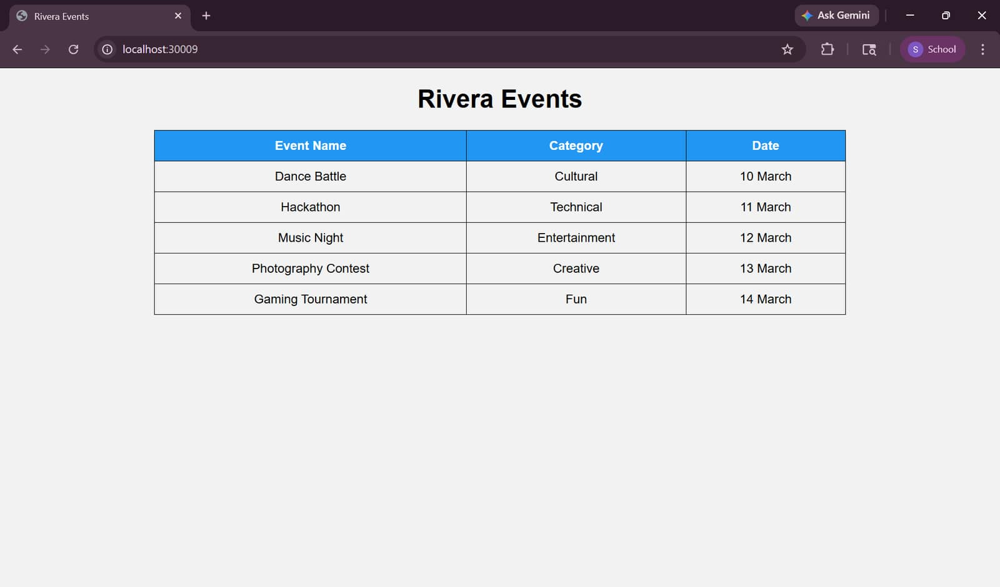 Rivera Events
Ask Gemini
localhost:30009
S School
Rivera Events
Event Name Category Date
Dance Battle Cultural 10 March
Hackathon Technical 11 March
Music Night Entertainment 12 March
Photography Contest Creative 13 March
Gaming Tournament Fun 14 March